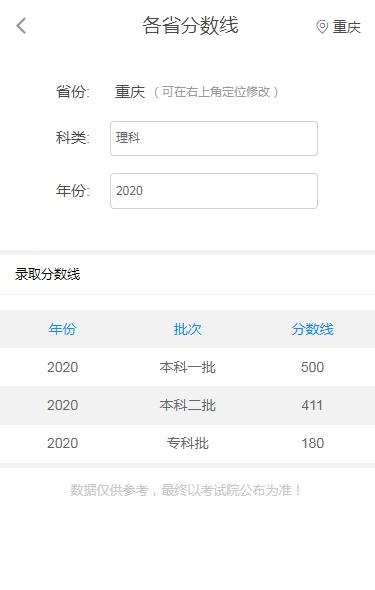 各省分数线 重庆
省份: 重庆（可在右上角定位修改）
科类: 理科
年份: 2020
录取分数线
年份 批次 分数线
2020 本科一批 500
2020 本科二批 411
2020 专科批 180
数据仅供参考，最终以考试院公布为准！